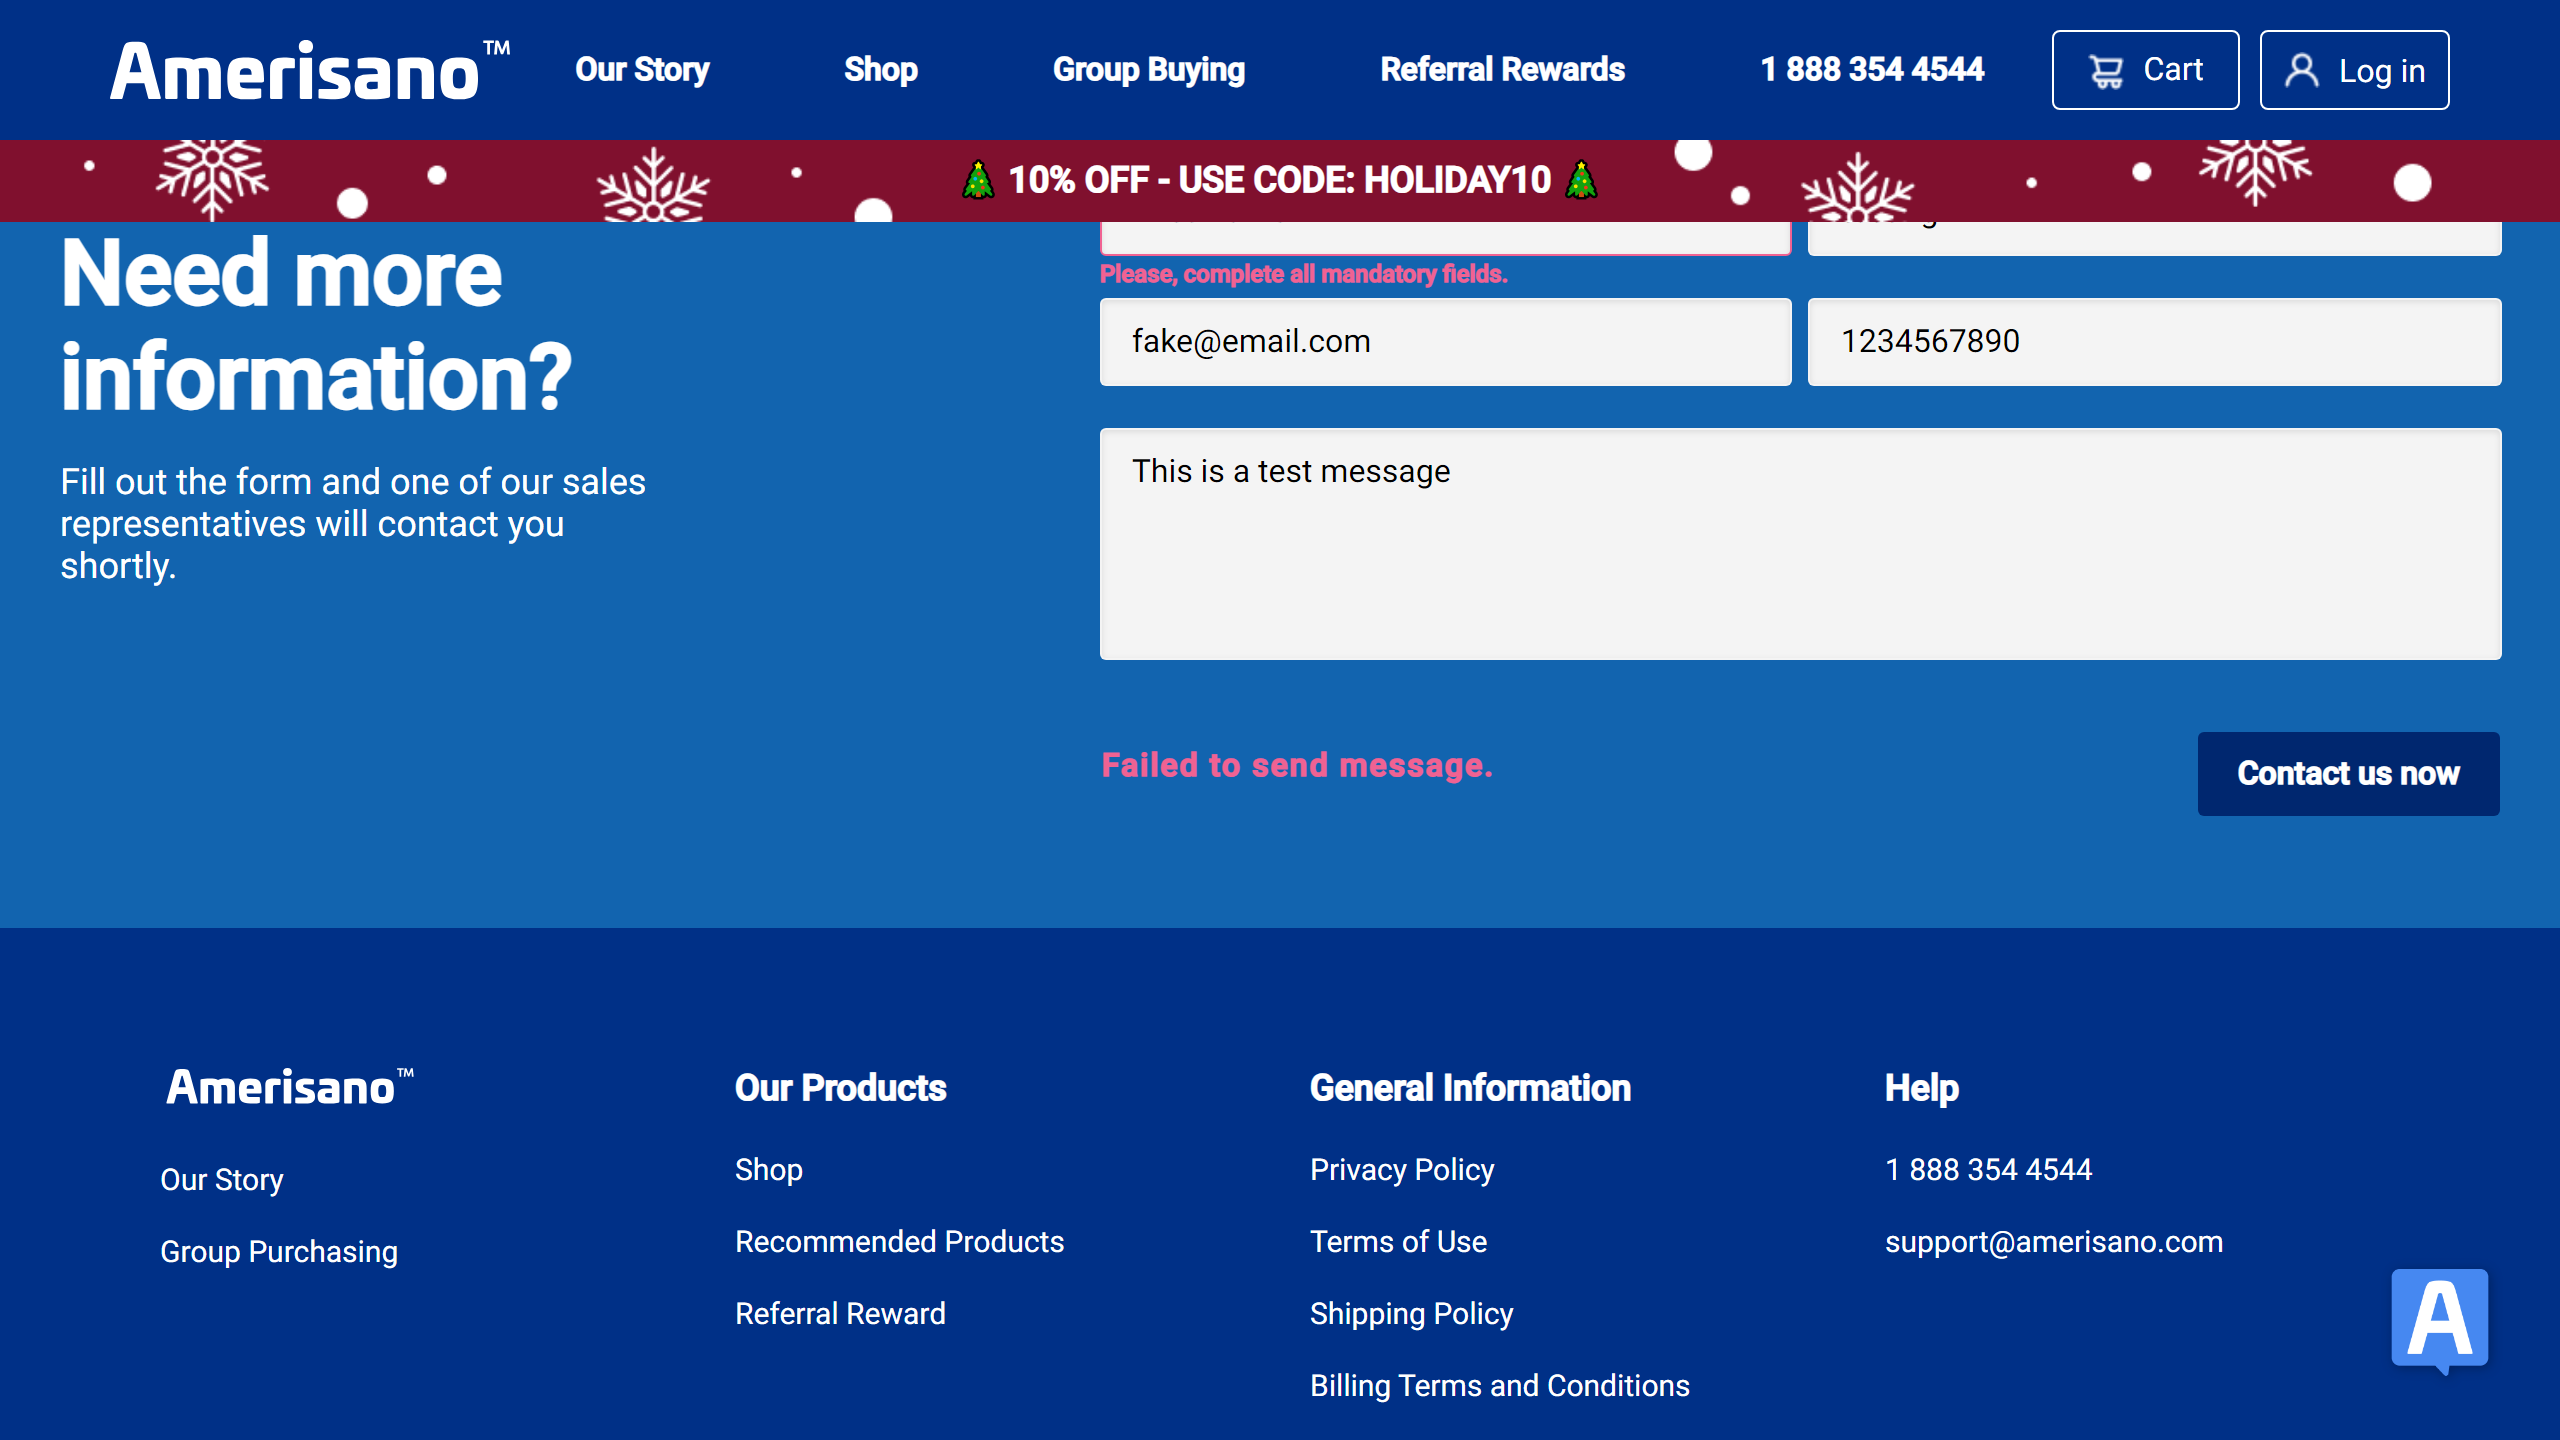 Amerisano™
Our Story
Shop
Group Buying
Referral Rewards
1 888 354 4544
Cart
Log in
🎄 10% OFF - USE CODE: HOLIDAY10 🎄
Need more
information?
Fill out the form and one of our sales
representatives will contact you
shortly.
Please, complete all mandatory fields.
fake@email.com
1234567890
This is a test message
Failed to send message.
Contact us now
Amerisano™
Our Story
Group Purchasing
Our Products
Shop
Recommended Products
Referral Reward
General Information
Privacy Policy
Terms of Use
Shipping Policy
Billing Terms and Conditions
Help
1 888 354 4544
support@amerisano.com
A